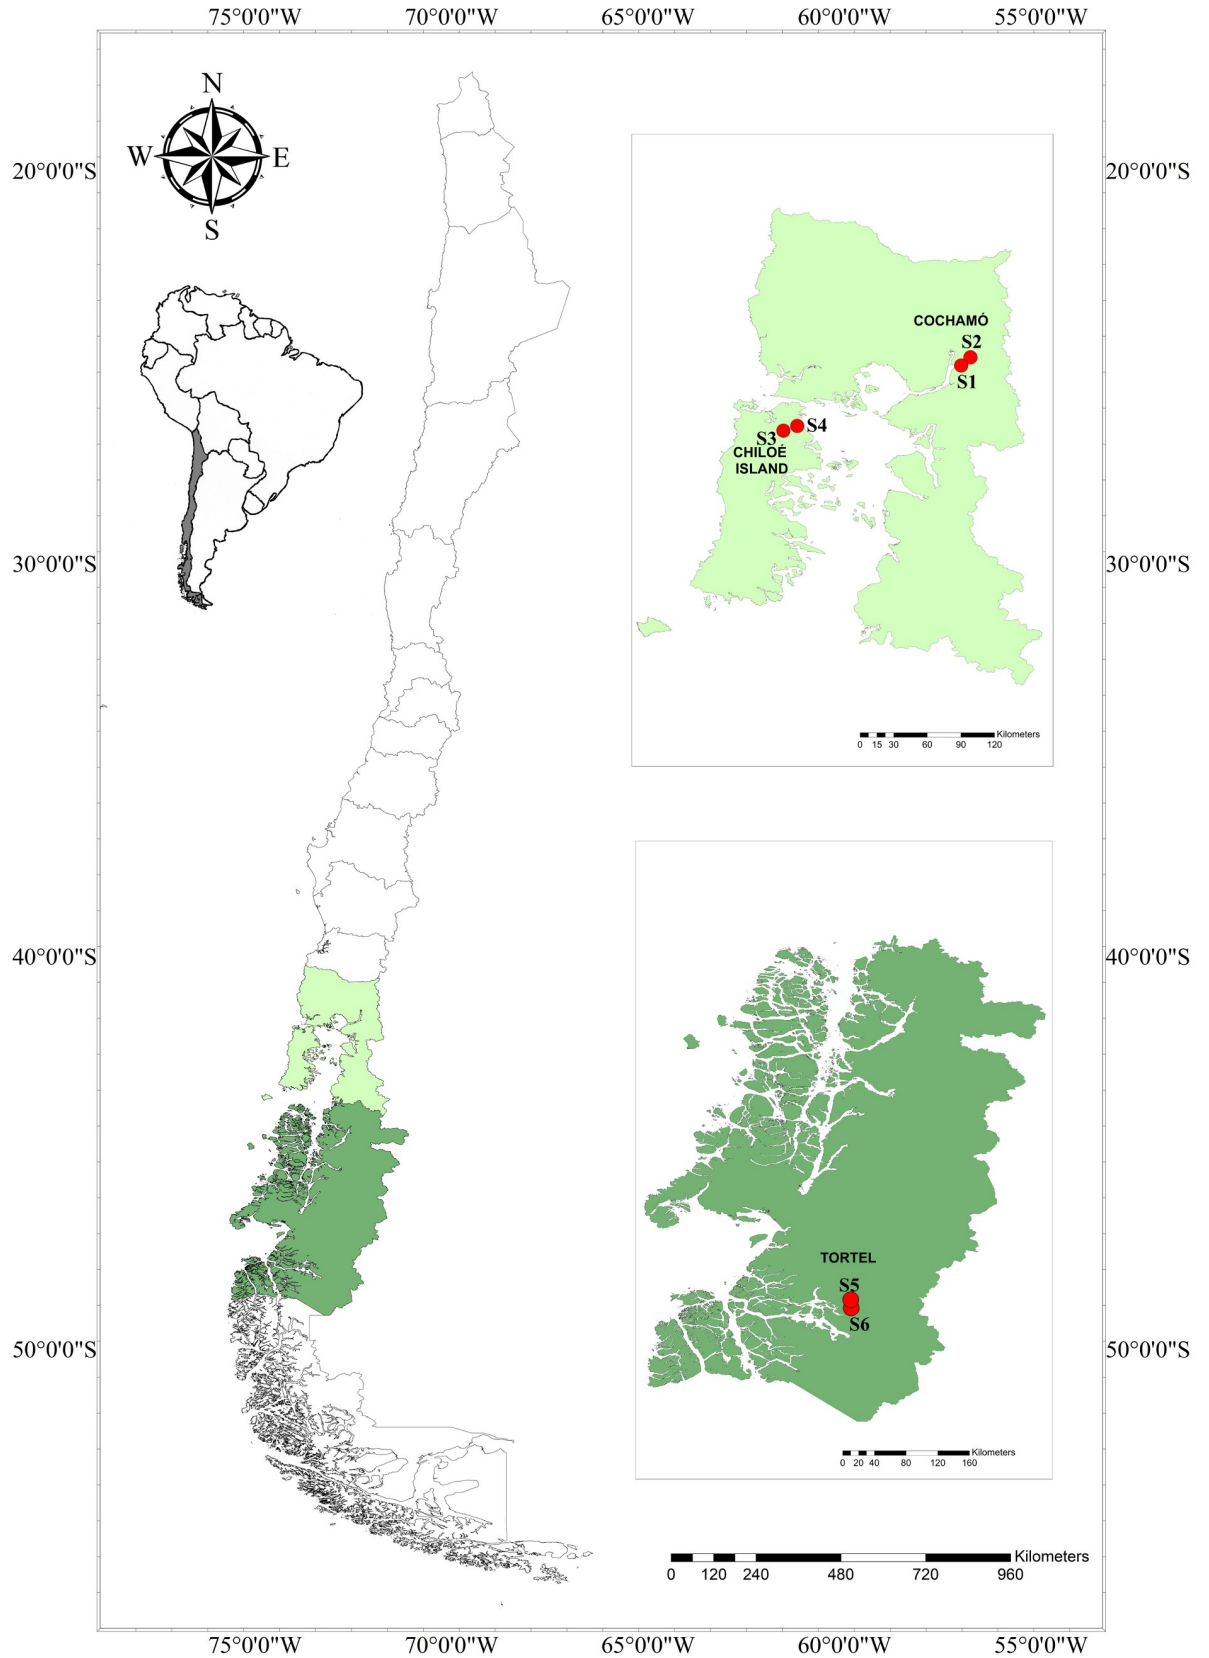 75°0'0"W 70°0'0"W 65°0'0"W 60°0'0"W 55°0'0"W
N
W E
S
20°0'0"S 20°0'0"S
COCHAMÓ
S2
S1
S4
S3
CHILOÉ
ISLAND
30°0'0"S 30°0'0"S
Kilometers
0 15 30 60 90 120
40°0'0"S 40°0'0"S
TORTEL
S5
S6
50°0'0"S 50°0'0"S
Kilometers
0 20 40 80 120 160
Kilometers
0 120 240 480 720 960
75°0'0"W 70°0'0"W 65°0'0"W 60°0'0"W 55°0'0"W